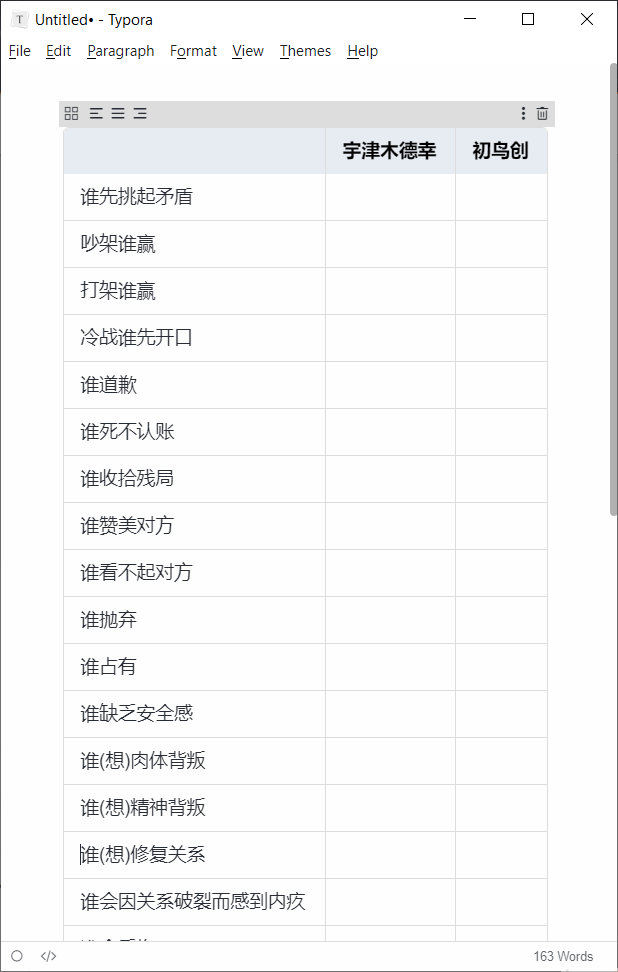 Untitled• - Typora
File Edit Paragraph Format View Themes Help
宇津木德幸 初鸟创
谁先挑起矛盾
吵架谁赢
打架谁赢
冷战谁先开口
谁道歉
谁死不认账
谁收拾残局
谁赞美对方
谁看不起对方
谁抛弃
谁占有
谁缺乏安全感
谁(想)肉体背叛
谁(想)精神背叛
谁(想)修复关系
谁会因关系破裂而感到内疚
163 Words